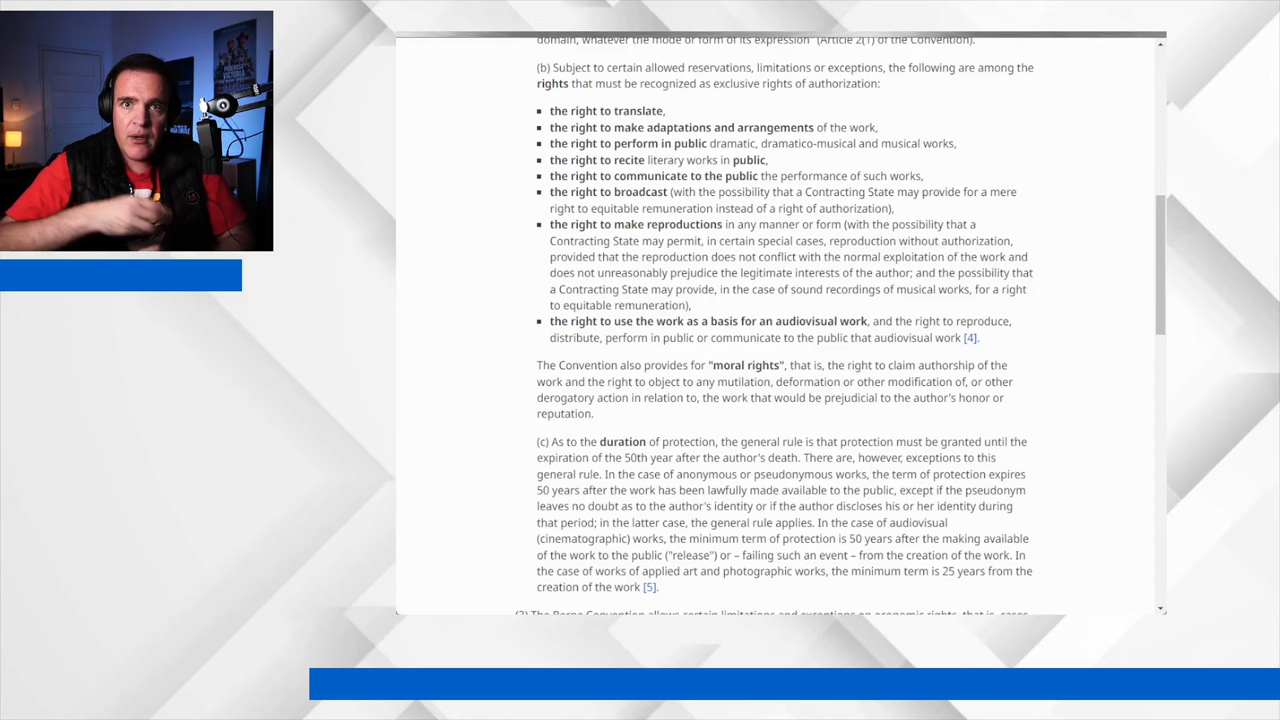 domain, whatever the mode or form of its expression" (Article 2(1) of the Convention).
(b) Subject to certain allowed reservations, limitations or exceptions, the following are among the
rights that must be recognized as exclusive rights of authorization:
the right to translate,
the right to make adaptations and arrangements of the work,
the right to perform in public dramatic, dramatico-musical and musical works,
the right to recite literary works in public,
the right to communicate to the public the performance of such works,
the right to broadcast (with the possibility that a Contracting State may provide for a mere
right to equitable remuneration instead of a right of authorization),
the right to make reproductions in any manner or form (with the possibility that a
Contracting State may permit, in certain special cases, reproduction without authorization,
provided that the reproduction does not conflict with the normal exploitation of the work and
does not unreasonably prejudice the legitimate interests of the author; and the possibility that
a Contracting State may provide, in the case of sound recordings of musical works, for a right
to equitable remuneration),
the right to use the work as a basis for an audiovisual work, and the right to reproduce,
distribute, perform in public or communicate to the public that audiovisual work [4].
The Convention also provides for "moral rights", that is, the right to claim authorship of the
work and the right to object to any mutilation, deformation or other modification of, or other
derogatory action in relation to, the work that would be prejudicial to the author's honor or
reputation.
(c) As to the duration of protection, the general rule is that protection must be granted until the
expiration of the 50th year after the author's death. There are, however, exceptions to this
general rule. In the case of anonymous or pseudonymous works, the term of protection expires
50 years after the work has been lawfully made available to the public, except if the pseudonym
leaves no doubt as to the author's identity or if the author discloses his or her identity during
that period; in the latter case, the general rule applies. In the case of audiovisual
(cinematographic) works, the minimum term of protection is 50 years after the making available
of the work to the public ("release") or – failing such an event – from the creation of the work. In
the case of works of applied art and photographic works, the minimum term is 25 years from the
creation of the work [5].
(3) The Berne Convention allows certain limitations and exceptions on economic rights, that is, cases